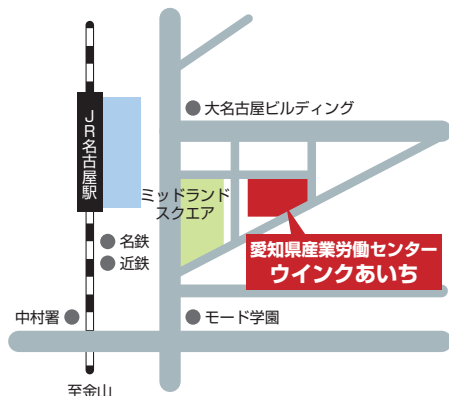 大名古屋ビルディング
JR名古屋駅
ミッドランド
スクエア
名鉄
近鉄
愛知県産業労働センター
ウインクあいち
中村署
モード学園
至金山